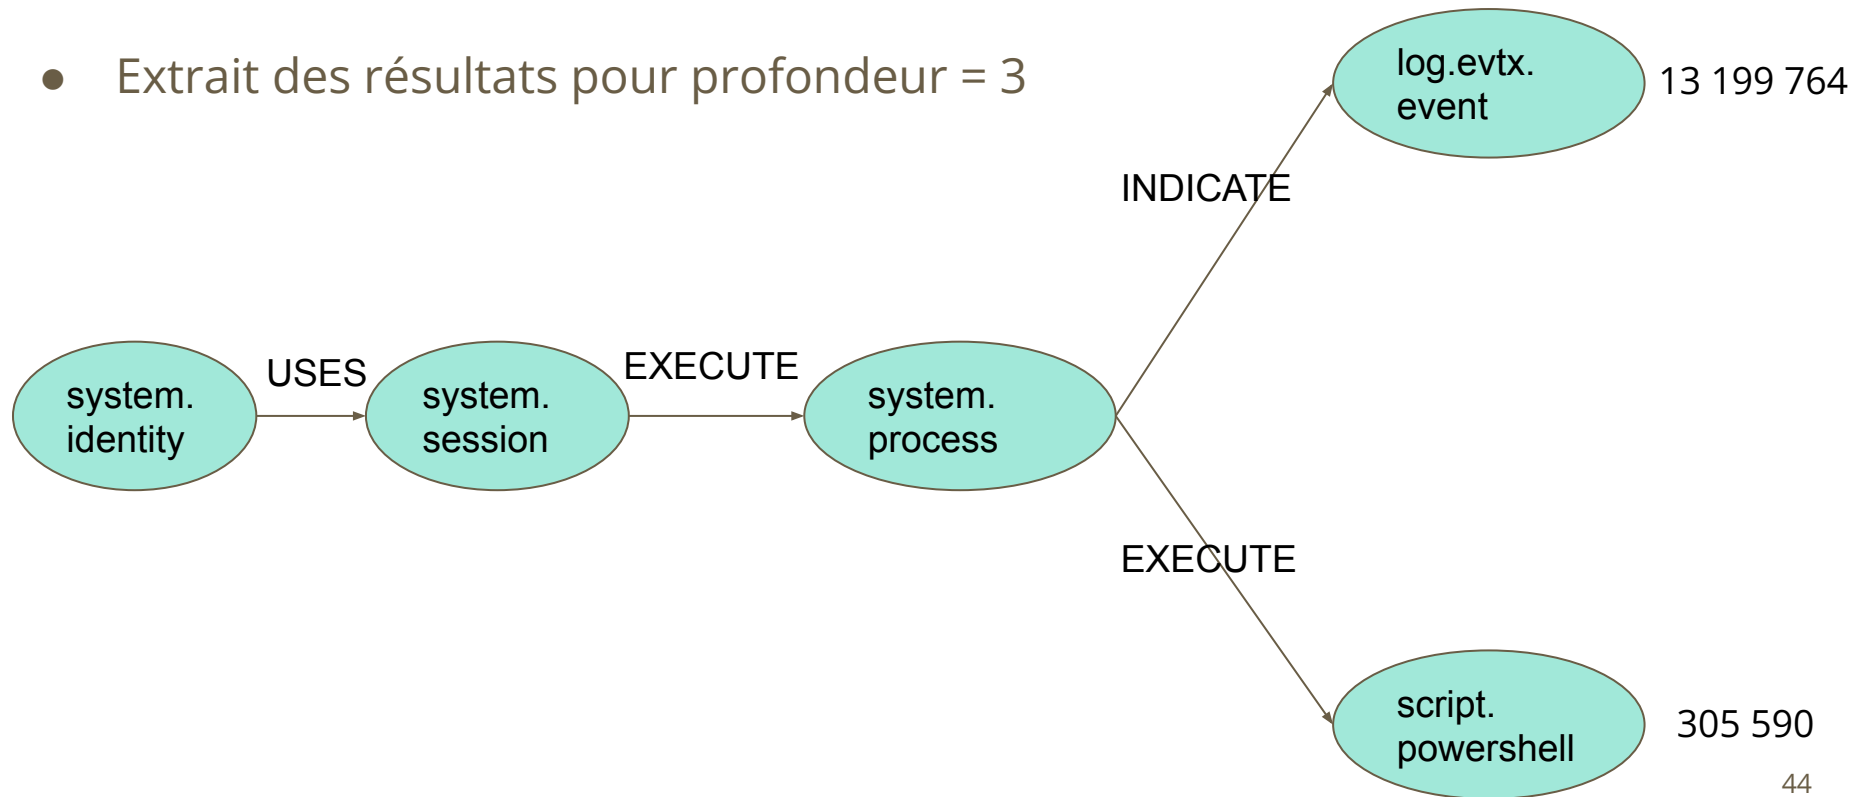 ● Extrait des résultats pour profondeur = 3
log.evtx.
event
13 199 764
INDICATE
system.
identity
USES
system.
session
EXECUTE
system.
process
EXECUTE
script.
powershell
305 590
44